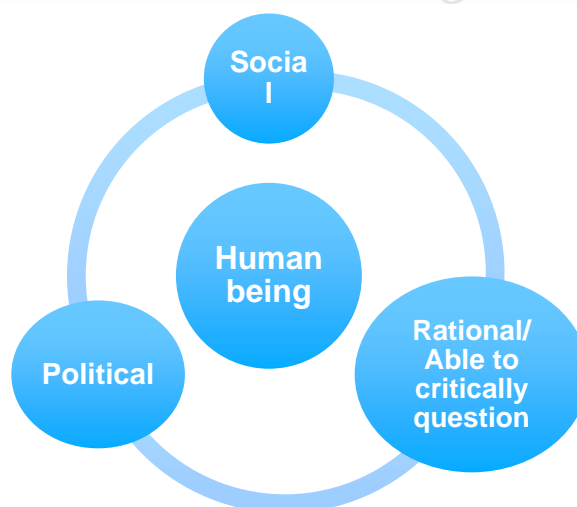 Socia
l
Human
being
Rational/
Able to
critically
question
Political